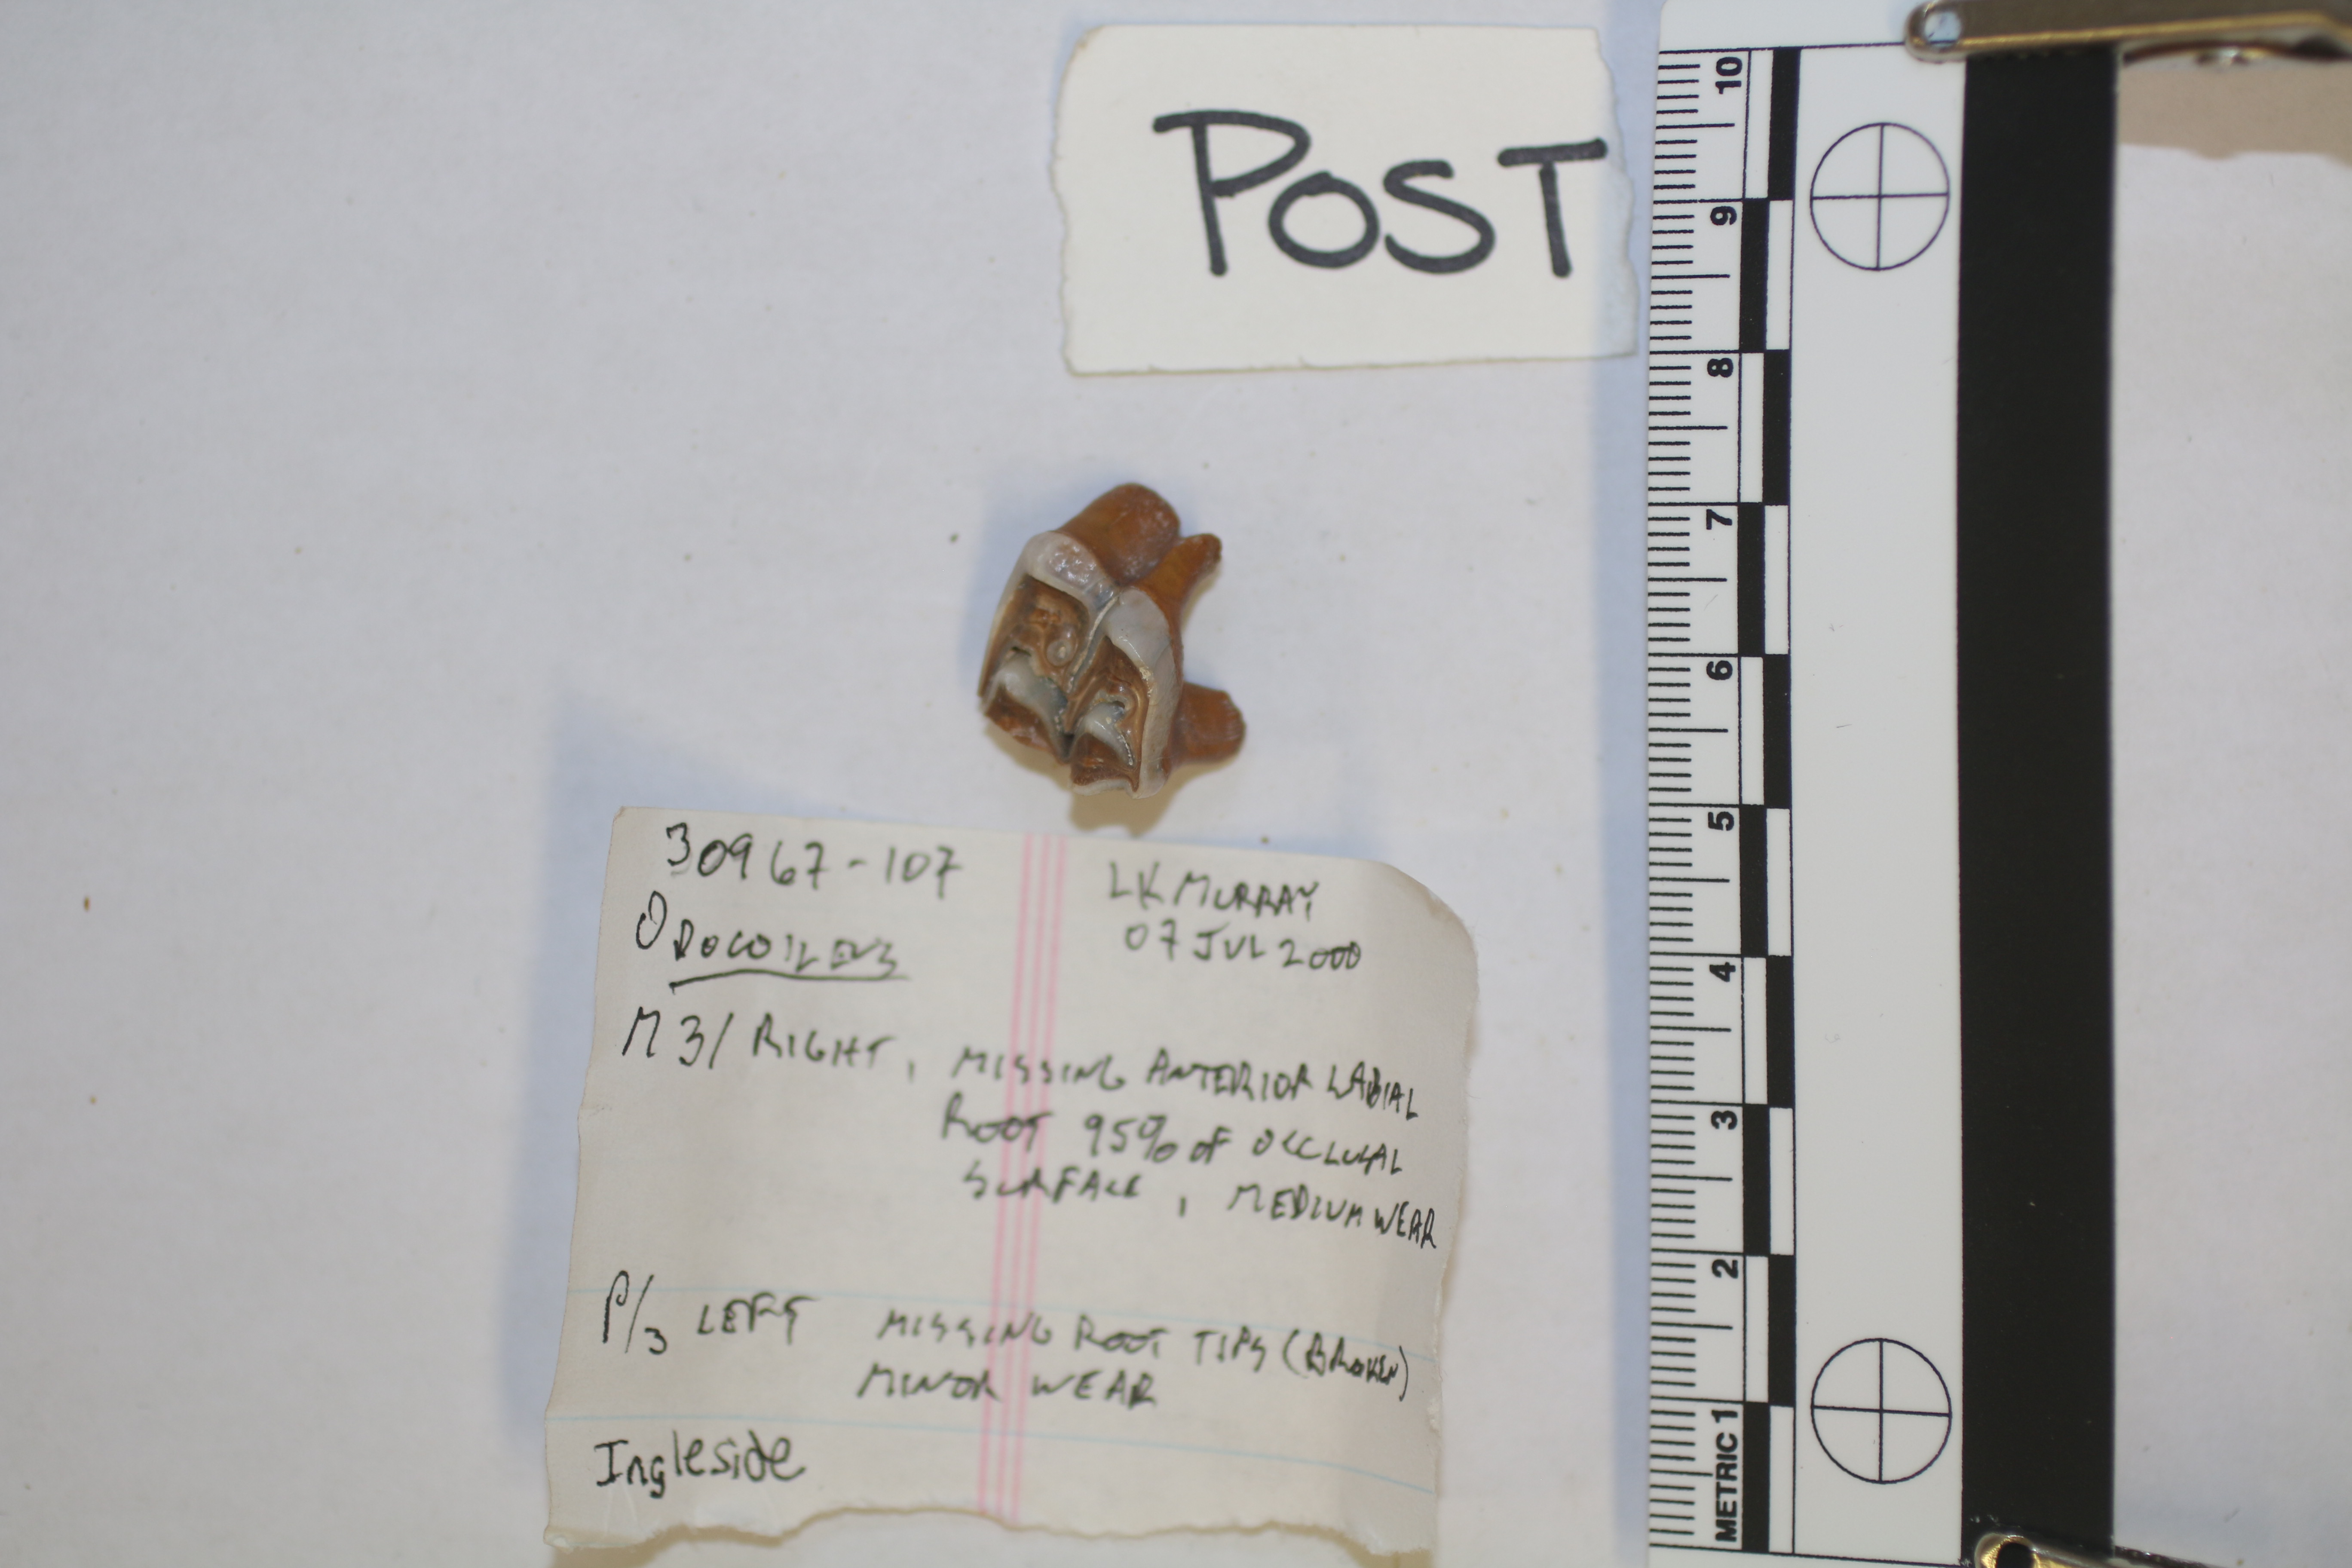 POST
30967-107
LK MURRAY
07 JUL 2000
ODOCOILEUS
M3/ RIGHT, MISSING ANTERIOR LABIAL
ROOT 95% OF OCCLUSAL
SURFACE, MEDIUM WEAR
P/3 LEFT MISSING ROOT TIPS (BROKEN)
MINOR WEAR
Ingleside
10
9
8
7
6
5
4
3
2
METRIC 1